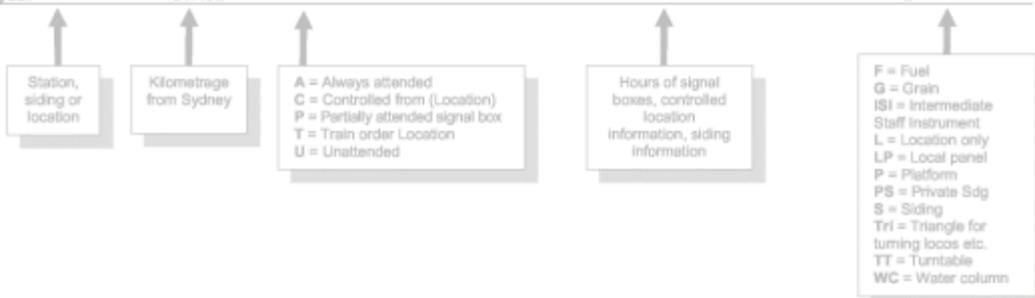 Station,
siding or
location
Kilometrage
from Sydney
A = Always attended
C = Controlled from (Location)
P = Partially attended signal box
T = Train order Location
U = Unattended
Hours of signal
boxes, controlled
location
information, siding
information
F = Fuel
G = Grain
ISI = Intermediate
Staff Instrument
L = Location only
LP = Local panel
P = Platform
PS = Private Sdg
S = Siding
Tri = Triangle for
turning locos etc.
TT = Turntable
WC = Water column